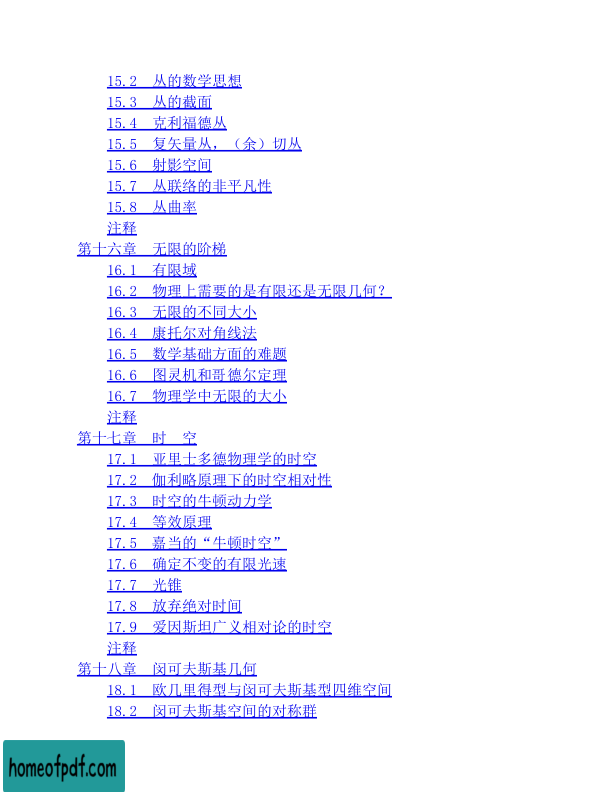 15.2 丛的数学思想
15.3 丛的截面
15.4 克利福德丛
15.5 复矢量丛，（余）切丛
15.6 射影空间
15.7 丛联络的非平凡性
15.8 丛曲率
注释
第十六章 无限的阶梯
16.1 有限域
16.2 物理上需要的是有限还是无限几何？
16.3 无限的不同大小
16.4 康托尔对角线法
16.5 数学基础方面的难题
16.6 图灵机和哥德尔定理
16.7 物理学中无限的大小
注释
第十七章 时　空
17.1 亚里士多德物理学的时空
17.2 伽利略原理下的时空相对性
17.3 时空的牛顿动力学
17.4 等效原理
17.5 嘉当的“牛顿时空”
17.6 确定不变的有限光速
17.7 光锥
17.8 放弃绝对时间
17.9 爱因斯坦广义相对论的时空
注释
第十八章 闵可夫斯基几何
18.1 欧几里得型与闵可夫斯基型四维空间
18.2 闵可夫斯基空间的对称群
homeofpdf.com